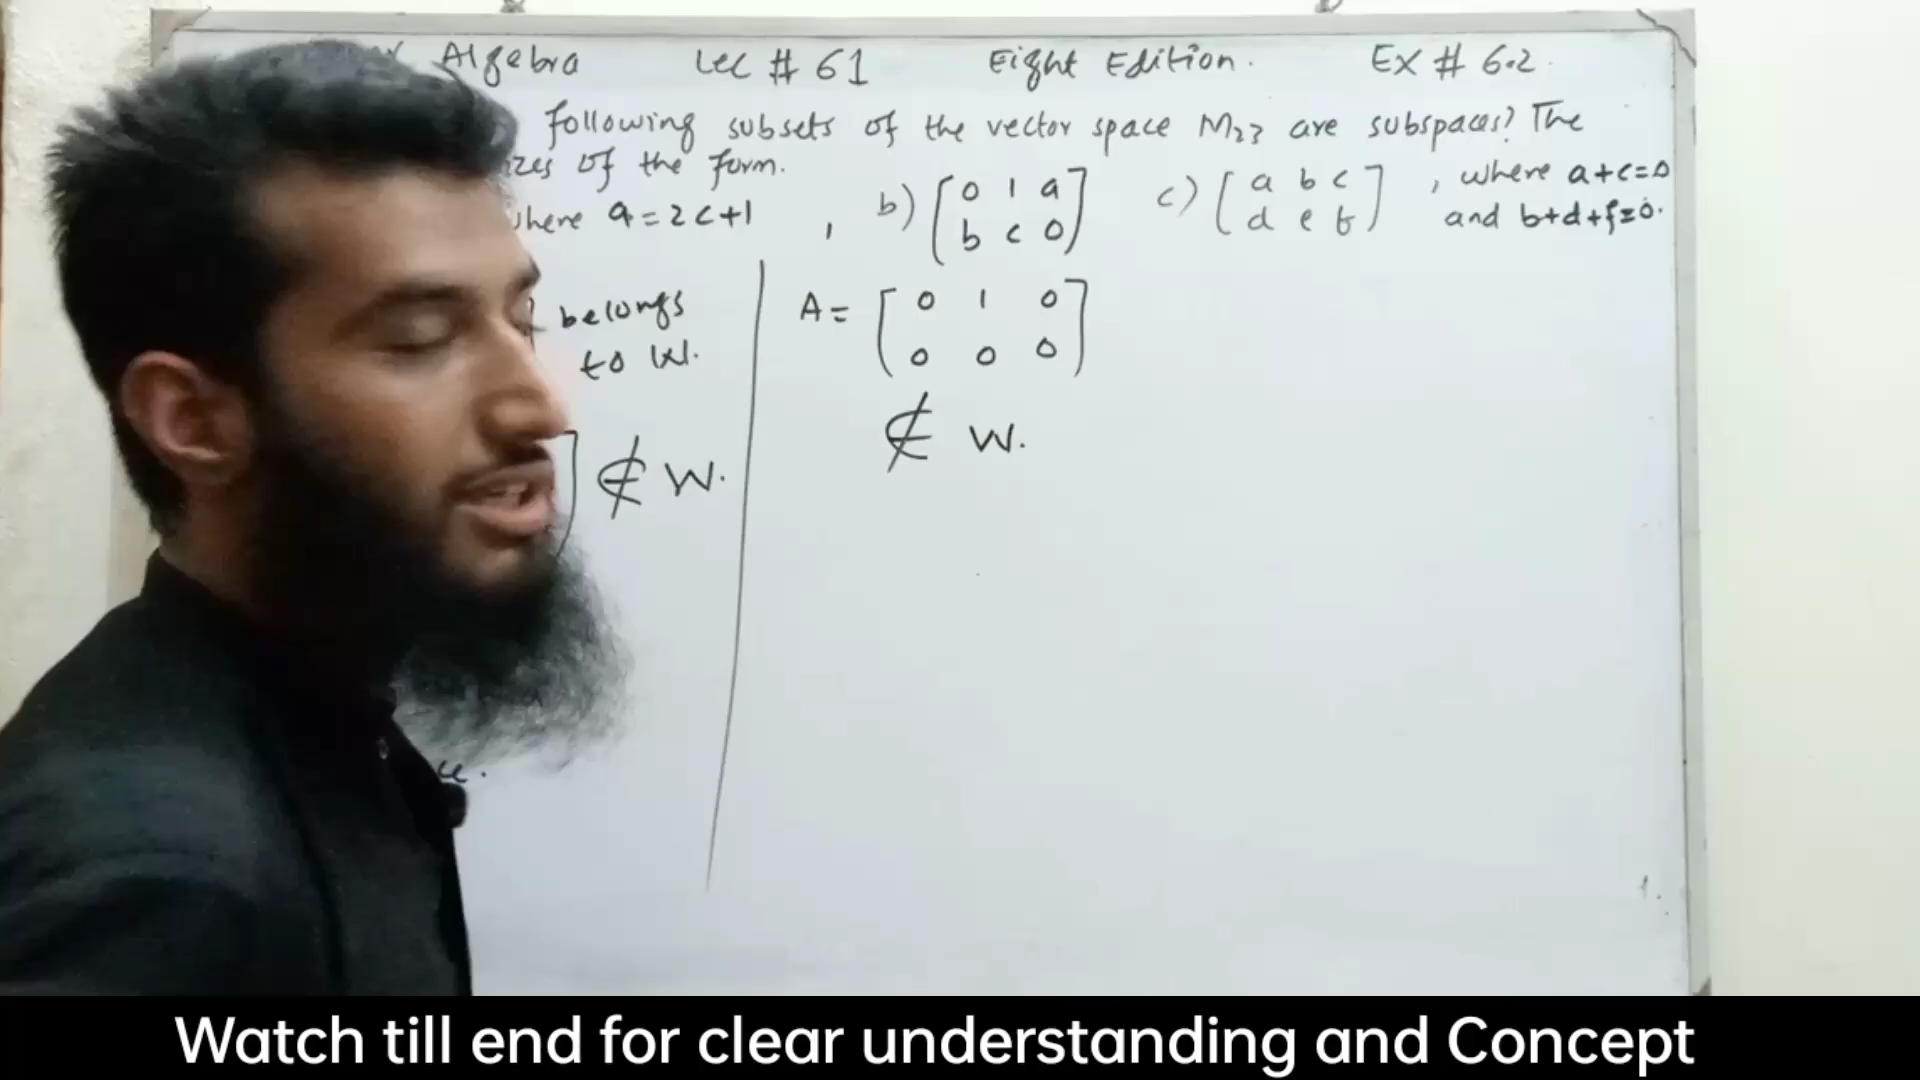 Algebra Lec # 61 Eight Edition. Ex # 6.2
following subsets of the vector space M23 are subspaces? The
of the form.
where a = 2c+1 , b) [ 0 1 a c) [ a b c ] , where a+c=0
b c 0 ] d e f ] and b+d+f=0.
belongs A = [ 0 1 0
to W. 0 0 0 ]
∉ W.
] ∉ W.
Watch till end for clear understanding and Concept